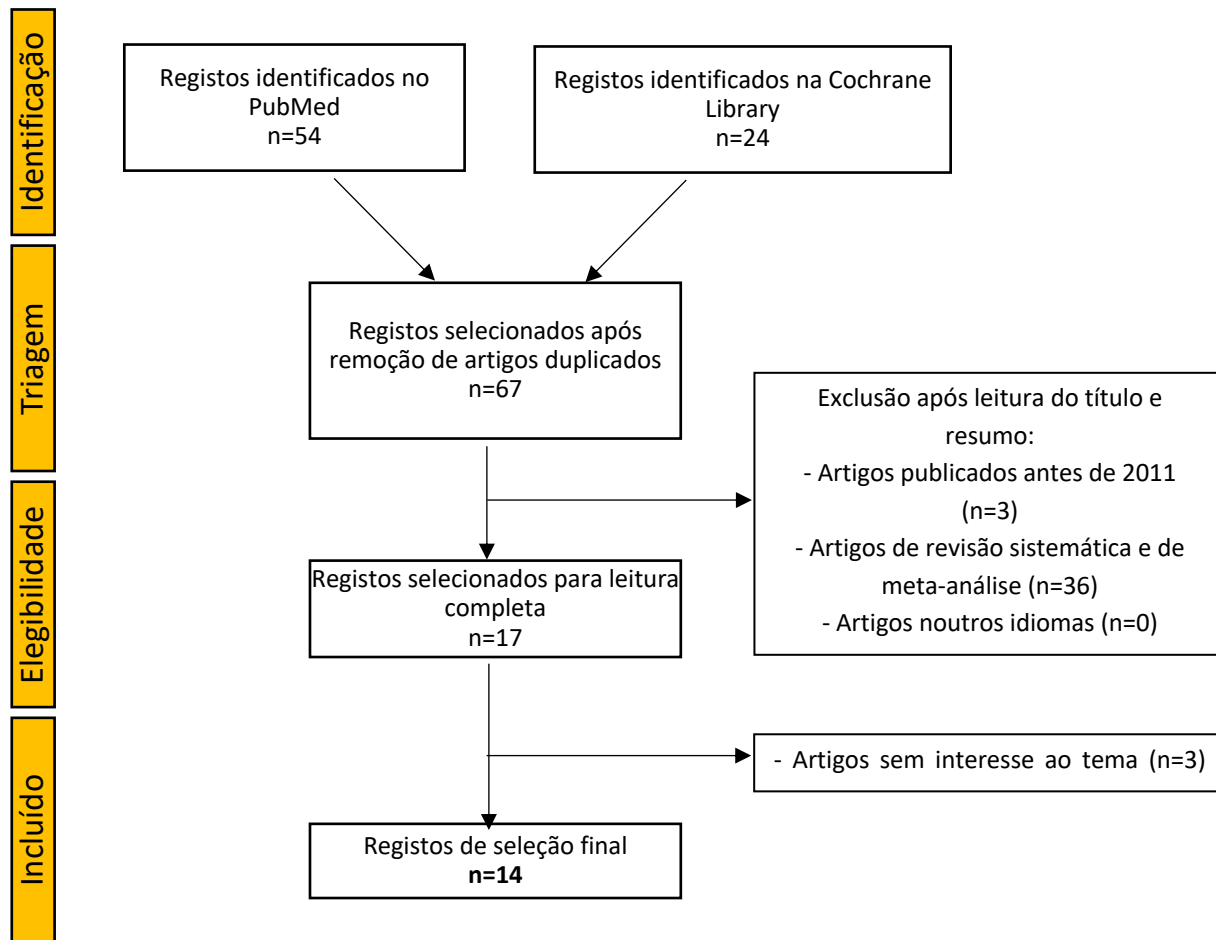 Identificação
Registos identificados no
PubMed
n=54
Registos identificados na Cochrane
Library
n=24
Triagem
Registos selecionados após
remoção de artigos duplicados
n=67
Exclusão após leitura do título e
resumo:
- Artigos publicados antes de 2011
(n=3)
- Artigos de revisão sistemática e de
meta-análise (n=36)
- Artigos noutros idiomas (n=0)
Elegibilidade
Registos selecionados para leitura
completa
n=17
- Artigos sem interesse ao tema (n=3)
Incluído
Registos de seleção final
n=14